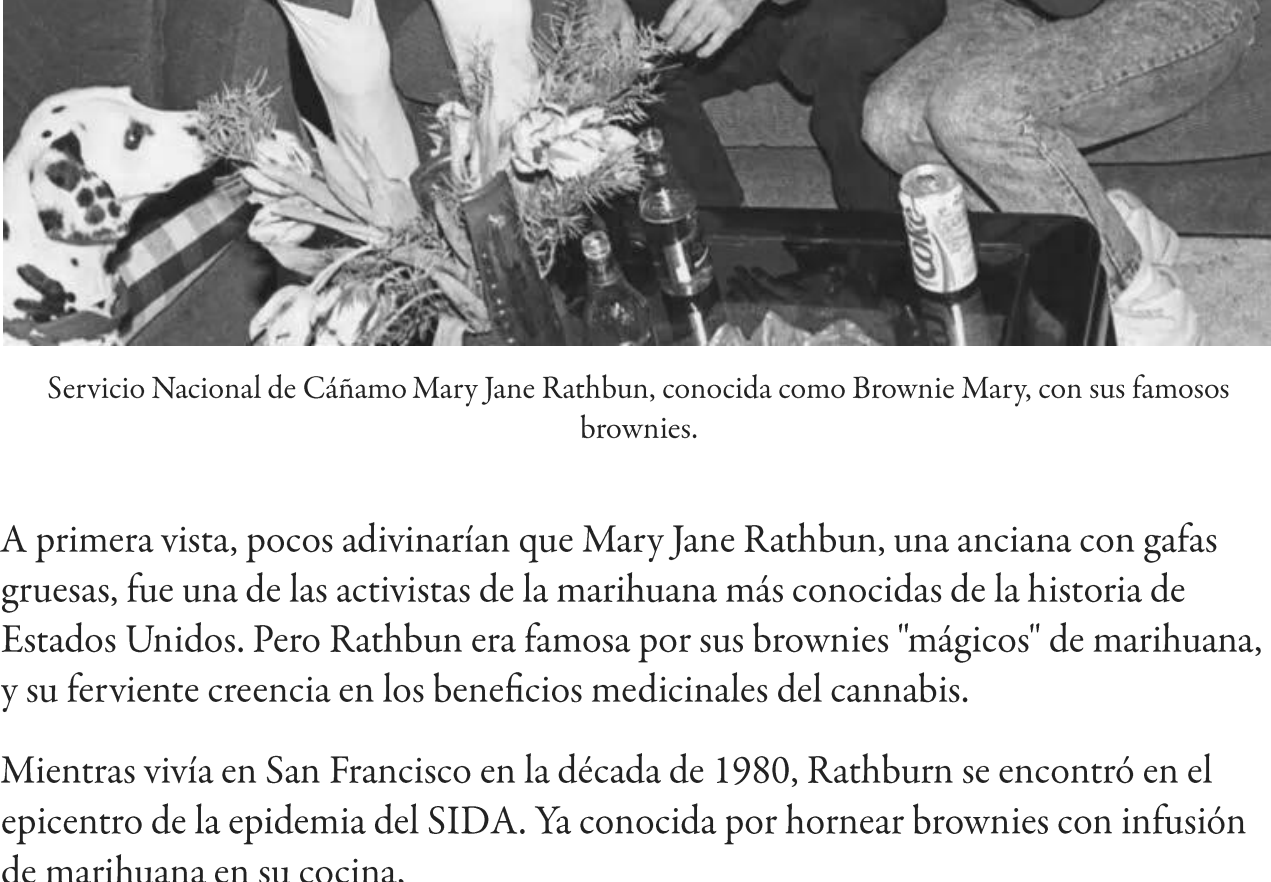 COKE
Servicio Nacional de Cáñamo Mary Jane Rathbun, conocida como Brownie Mary, con sus famosos
brownies.
A primera vista, pocos adivinarían que Mary Jane Rathbun, una anciana con gafas
gruesas, fue una de las activistas de la marihuana más conocidas de la historia de
Estados Unidos. Pero Rathbun era famosa por sus brownies "mágicos" de marihuana,
y su ferviente creencia en los beneficios medicinales del cannabis.
Mientras vivía en San Francisco en la década de 1980, Rathburn se encontró en el
epicentro de la epidemia del SIDA. Ya conocida por hornear brownies con infusión
de marihuana en su cocina,